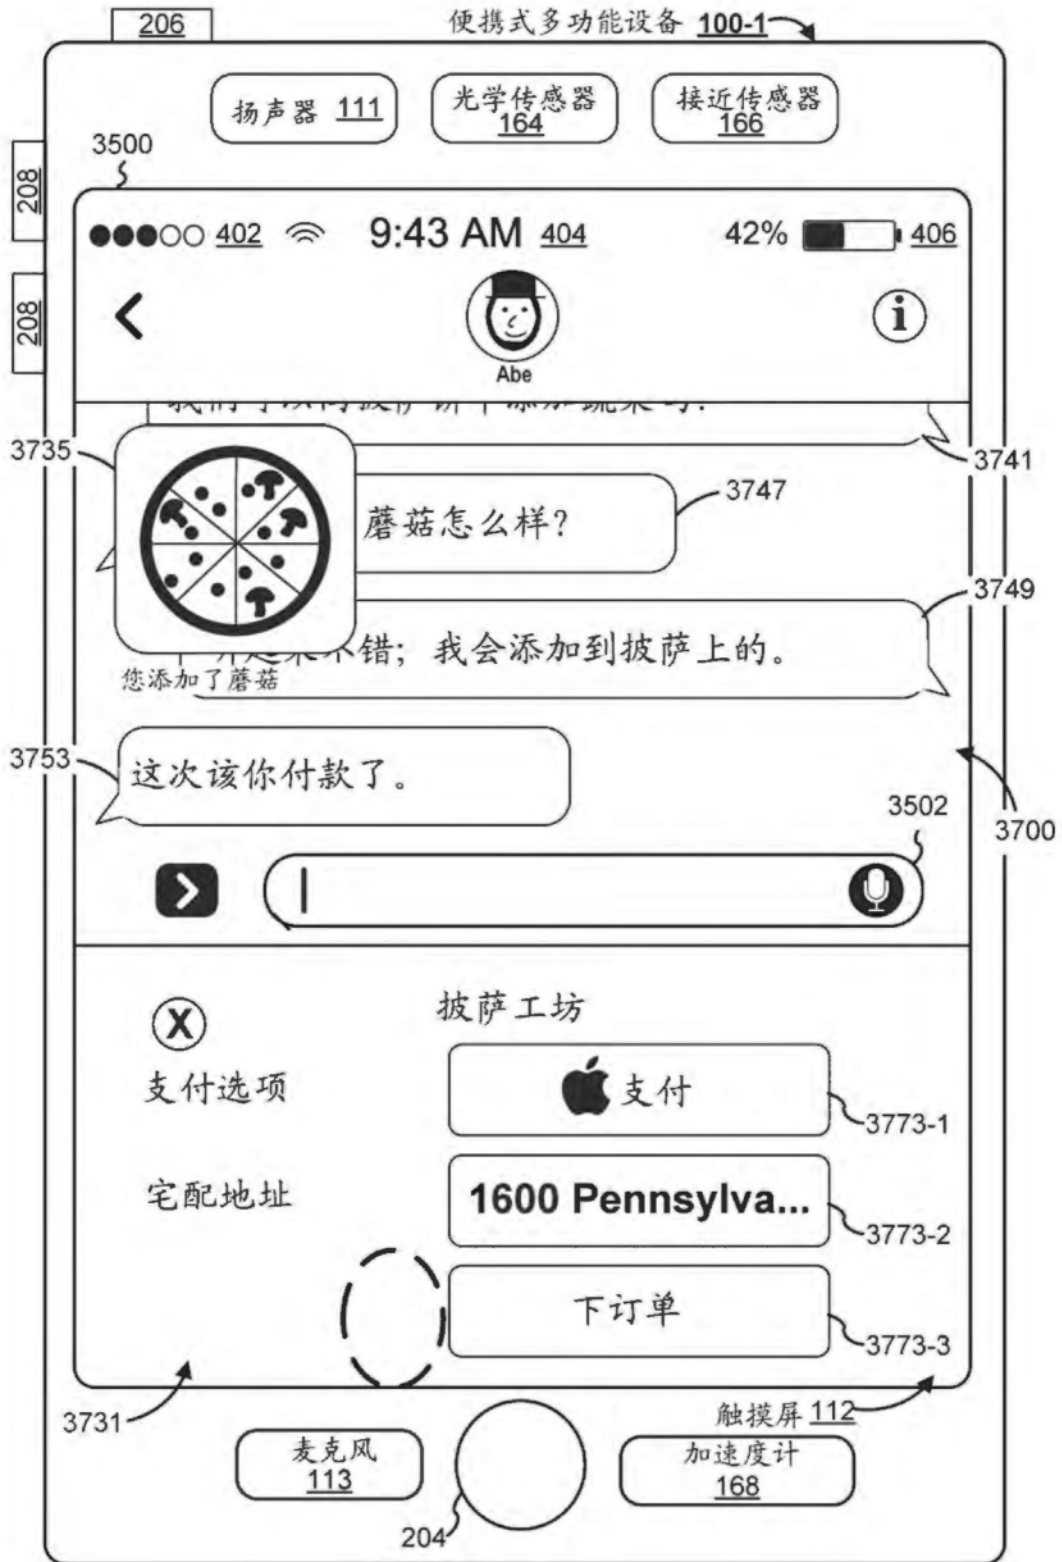 206
便携式多功能设备 100-1
扬声器 111
光学传感器
164
接近传感器
166
3500
208
402
9:43 AM 404
42%
406
208
i
Abe
3735
3741
3747
蘑菇怎么样?
3749
不错; 我会添加到披萨上的。
您添加了蘑菇
3753
这次该你付款了。
3502
3700
X
披萨工坊
支付选项
支付
3773-1
宅配地址
1600 Pennsylva...
3773-2
下订单
3773-3
3731
触摸屏 112
麦克风
113
加速度计
168
204